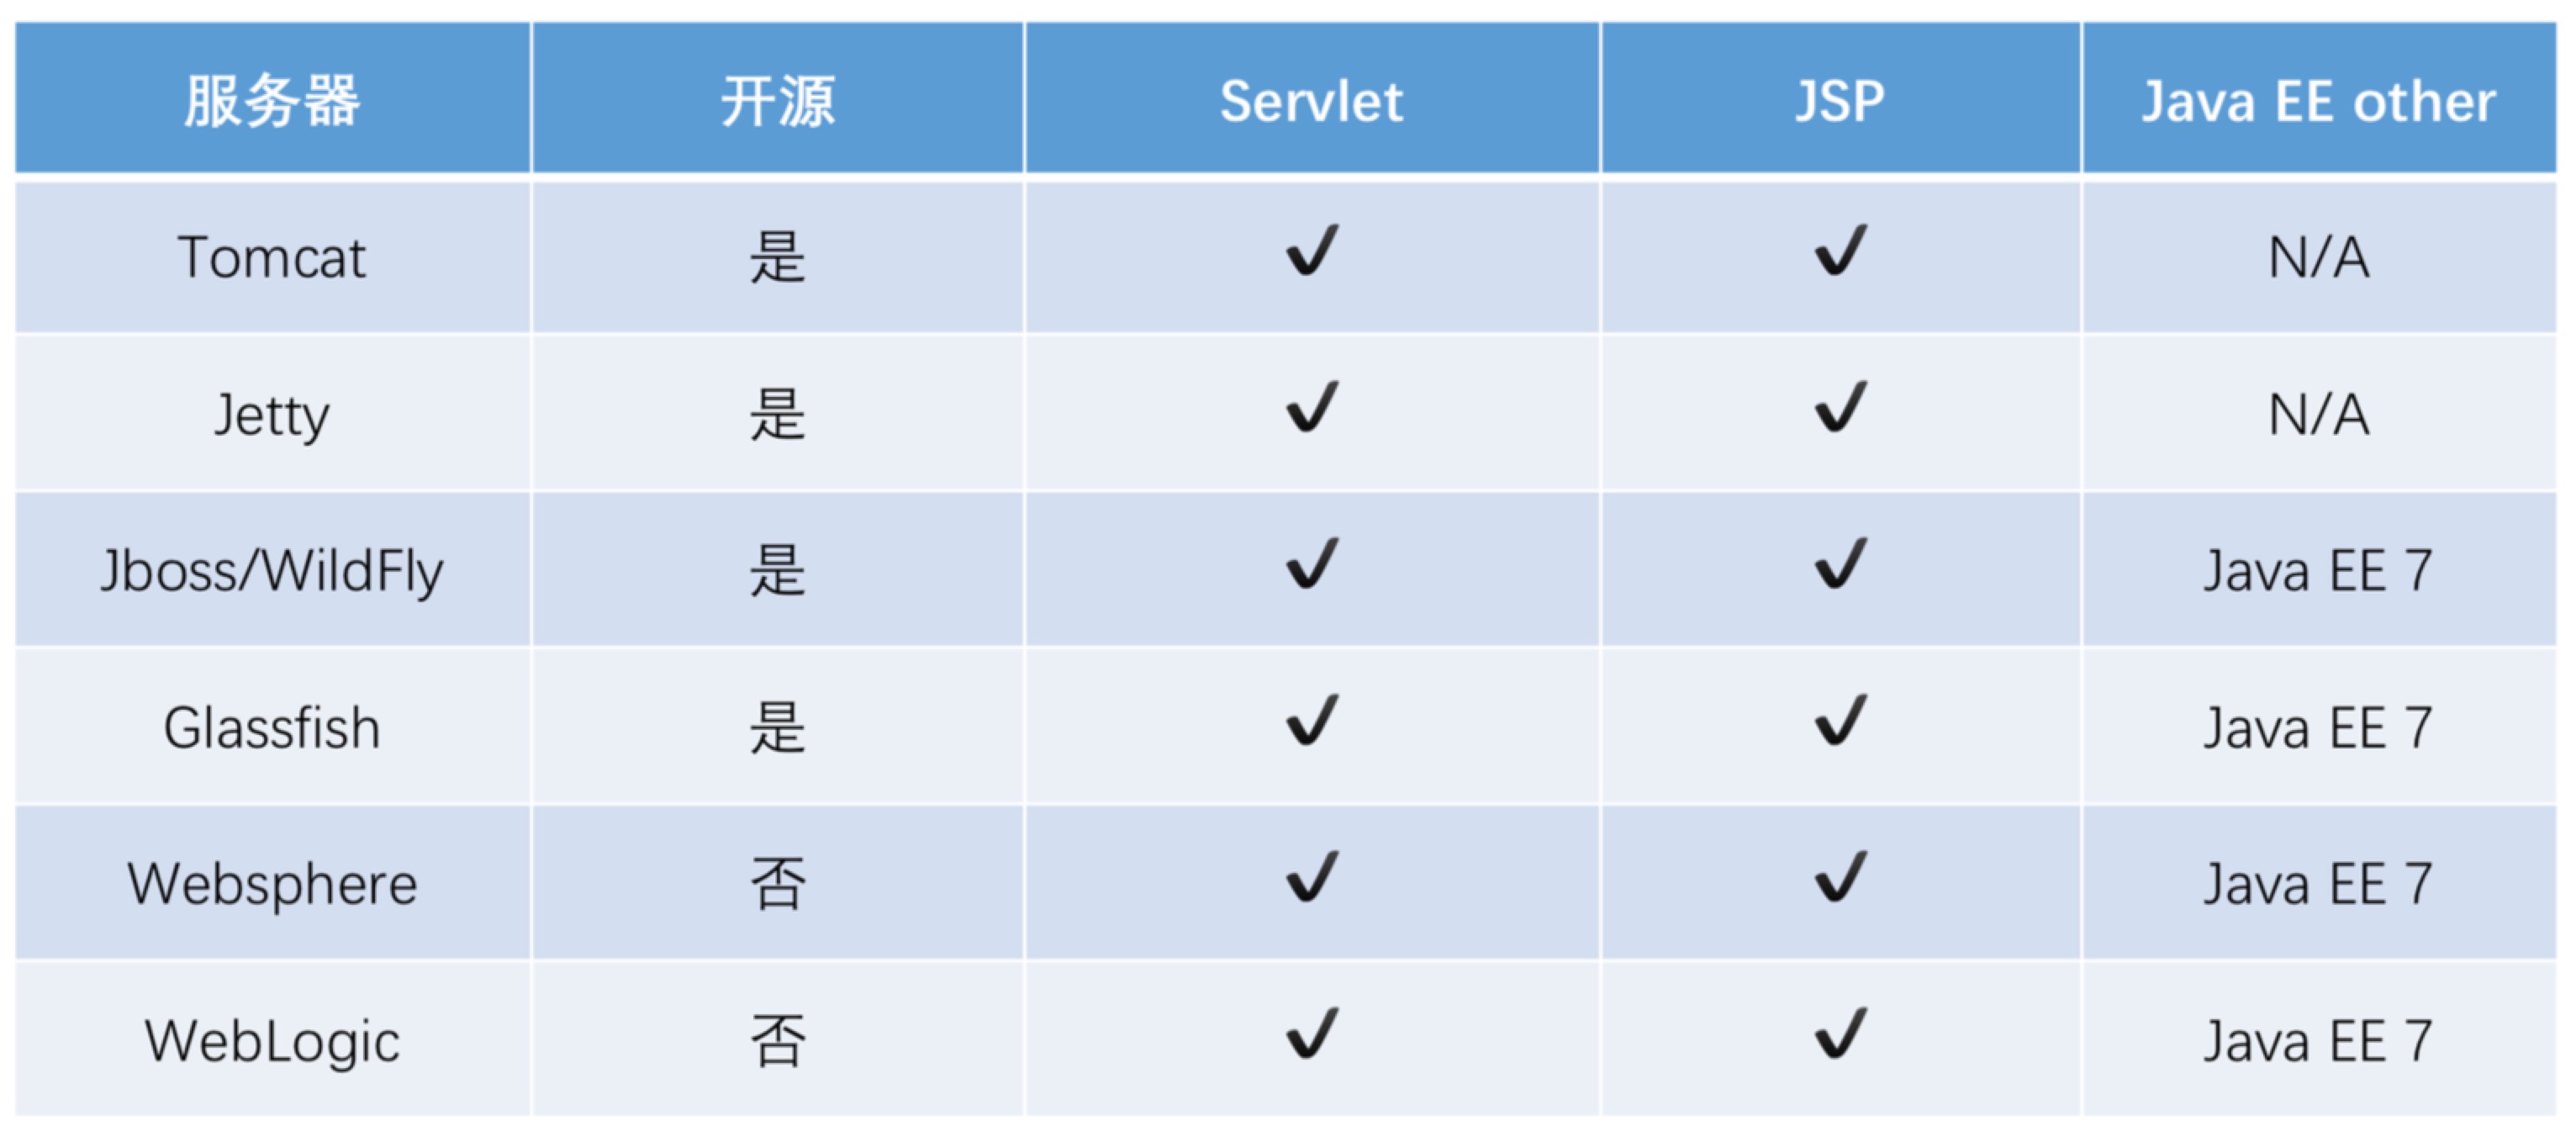 服务器 开源 Servlet JSP Java EE other
Tomcat 是 ✔ ✔ N/A
Jetty 是 ✔ ✔ N/A
Jboss/WildFly 是 ✔ ✔ Java EE 7
Glassfish 是 ✔ ✔ Java EE 7
Websphere 否 ✔ ✔ Java EE 7
WebLogic 否 ✔ ✔ Java EE 7